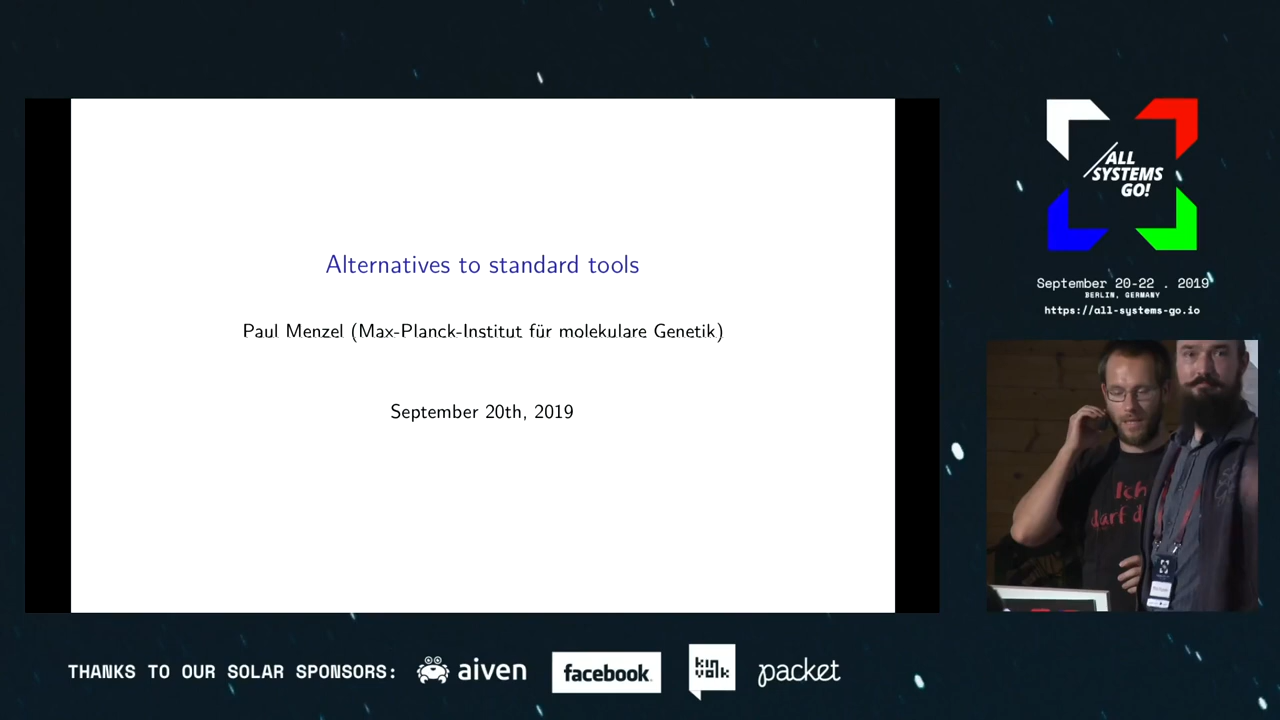 Alternatives to standard tools
Paul Menzel (Max-Planck-Institut für molekulare Genetik)
September 20th, 2019
ALL
SYSTEMS
GO!
September 20-22 . 2019
BERLIN, GERMANY
https://all-systems-go.io
Ich
darf d
THANKS TO OUR SOLAR SPONSORS:
aiven
facebook
kinvolk
packet